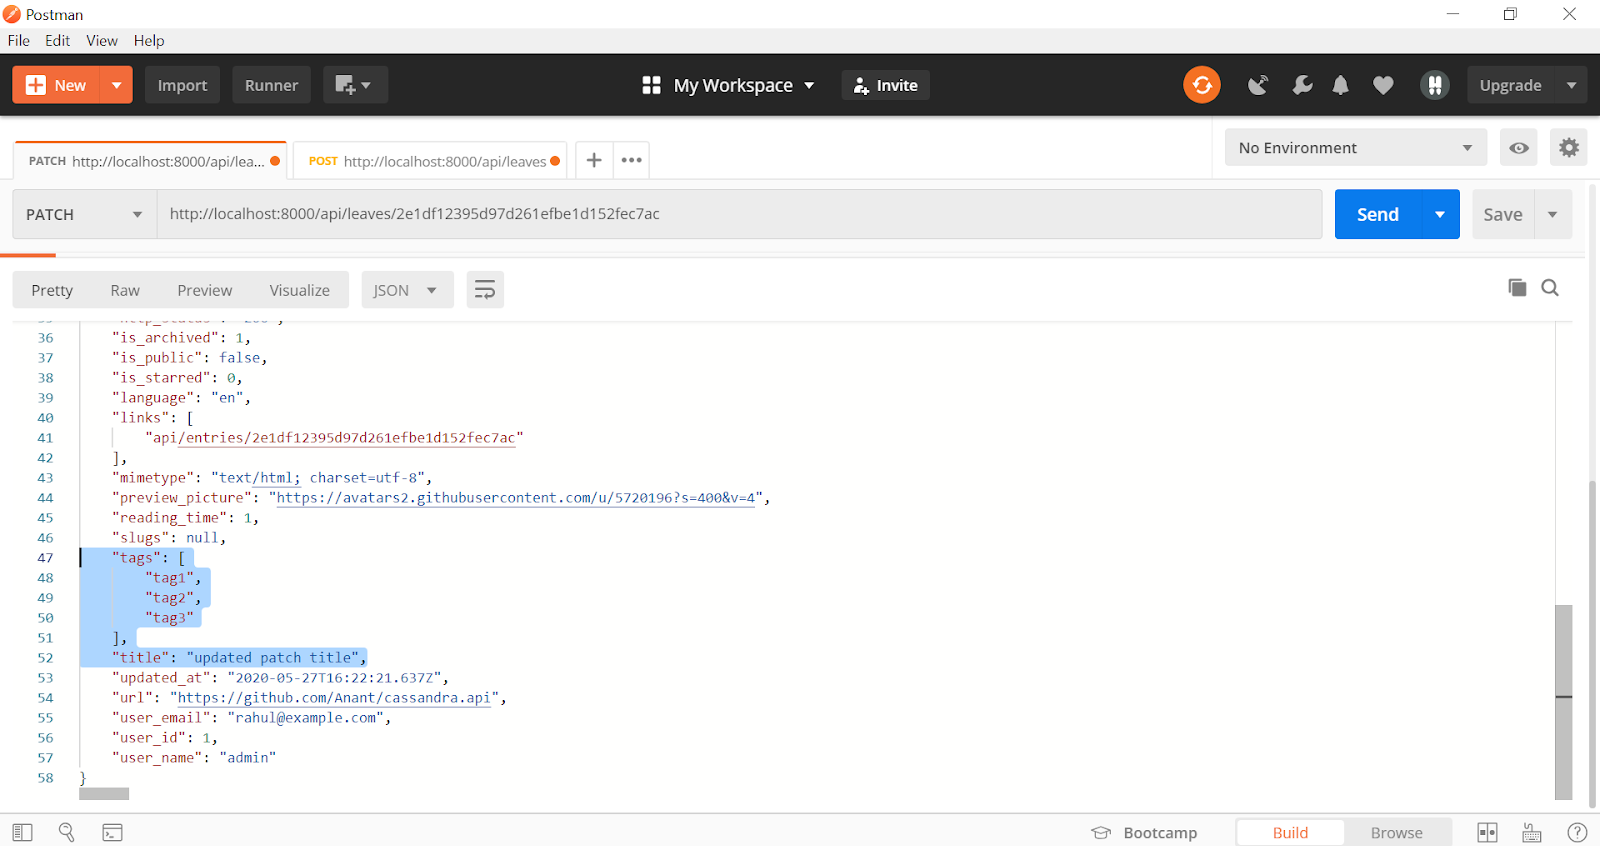 Postman
File Edit View Help
New Import Runner My Workspace Invite Upgrade
PATCH http://localhost:8000/api/lea... POST http://localhost:8000/api/leaves No Environment
PATCH http://localhost:8000/api/leaves/2e1df12395d97d261efbe1d152fec7ac Send Save
Pretty Raw Preview Visualize JSON
36 "is_archived": 1,
37 "is_public": false,
38 "is_starred": 0,
39 "language": "en",
40 "links": [
41 "api/entries/2e1df12395d97d261efbe1d152fec7ac"
42 ],
43 "mimetype": "text/html; charset=utf-8",
44 "preview_picture": "https://avatars2.githubusercontent.com/u/5720196?s=400&v=4",
45 "reading_time": 1,
46 "slugs": null,
47 "tags": [
48 "tag1",
49 "tag2",
50 "tag3"
51 ],
52 "title": "updated patch title",
53 "updated_at": "2020-05-27T16:22:21.637Z",
54 "url": "https://github.com/Anant/cassandra.api",
55 "user_email": "rahul@example.com",
56 "user_id": 1,
57 "user_name": "admin"
58 }
Bootcamp Build Browse